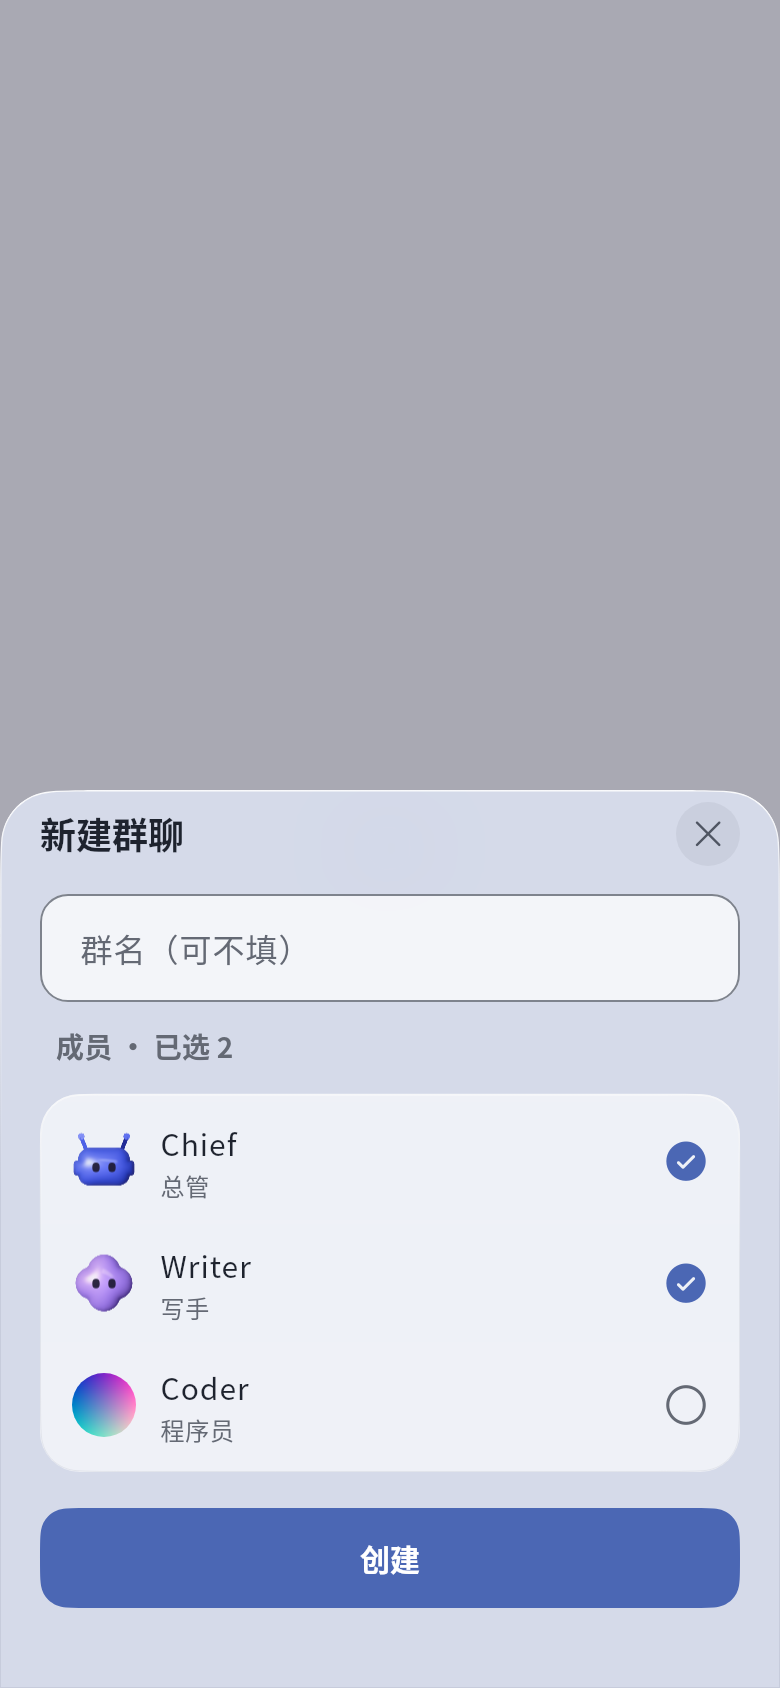 新建群聊
群名（可不填）
成员 · 已选 2
Chief
总管
Writer
写手
Coder
程序员
创建